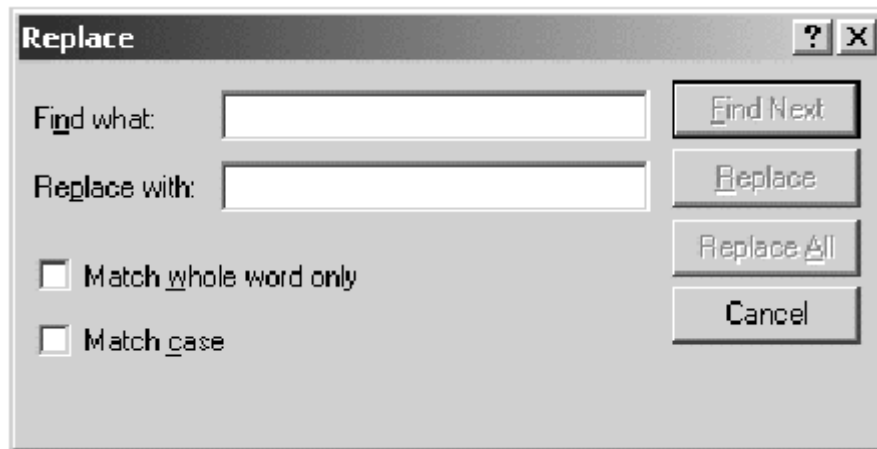 Replace
?
X
Find what:
Find Next
Replace with:
Replace
Replace All
Match whole word only
Cancel
Match case